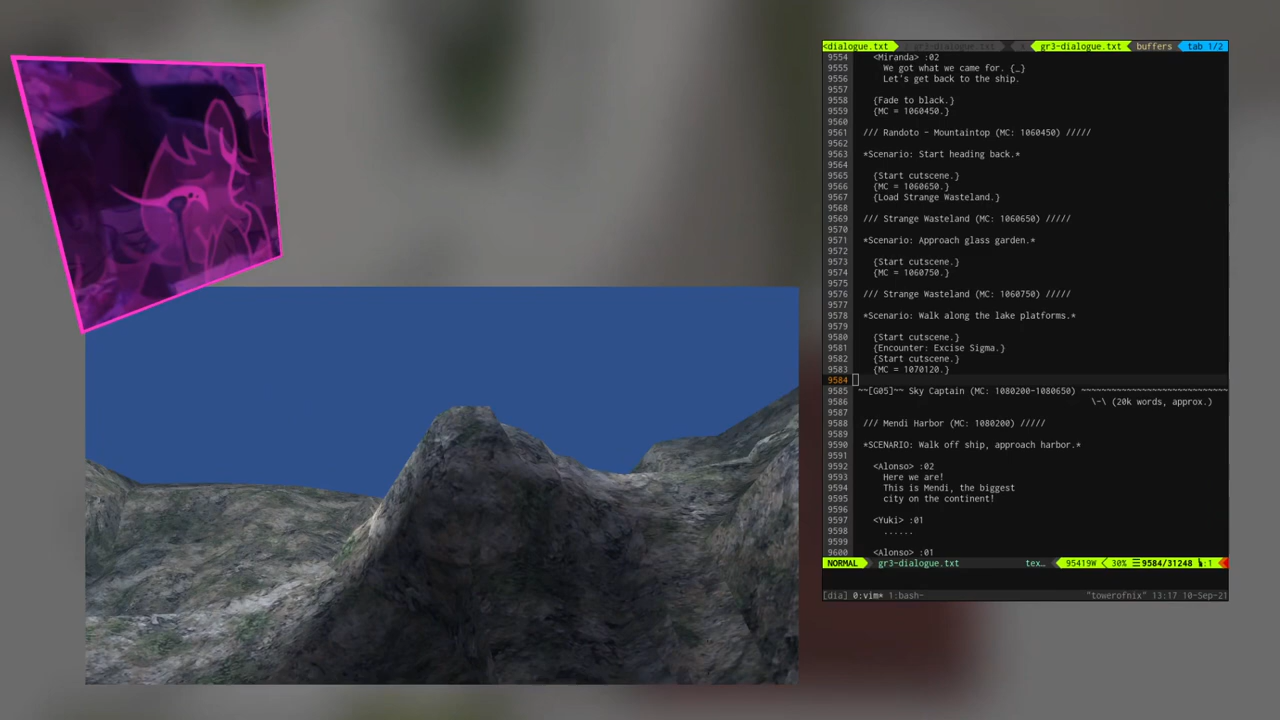 <dialogue.txt gr3-dialogue.txt gr3-dialogue.txt buffers tab 1/2
9554 <Miranda> :02
9555 We got what we came for. {_}
9556 Let's get back to the ship.
9557
9558 {Fade to black.}
9559 {MC = 1060450.}
9560
9561 /// Randoto - Mountaintop (MC: 1060450) /////
9562
9563 *Scenario: Start heading back.*
9564
9565 {Start cutscene.}
9566 {MC = 1060650.}
9567 {Load Strange Wasteland.}
9568
9569 /// Strange Wasteland (MC: 1060650) /////
9570
9571 *Scenario: Approach glass garden.*
9572
9573 {Start cutscene.}
9574 {MC = 1060750.}
9575
9576 /// Strange Wasteland (MC: 1060750) /////
9577
9578 *Scenario: Walk along the lake platforms.*
9579
9580 {Start cutscene.}
9581 {Encounter: Excise Sigma.}
9582 {Start cutscene.}
9583 {MC = 1070120.}
9584
9585 ~~[G05]~~ Sky Captain (MC: 1080200-1080650) ~~~~~~~~~~~~~~~~~~~~~~~~~~~~
9586 \~\ (20k words, approx.)
9587
9588 /// Mendi Harbor (MC: 1080200) /////
9589
9590 *SCENARIO: Walk off ship, approach harbor.*
9591
9592 <Alonso> :02
9593 Here we are!
9594 This is Mendi, the biggest
9595 city on the continent!
9596
9597 <Yuki> :01
9598 ......
9599
9600 <Alonso> :01
NORMAL gr3-dialogue.txt tex… 95419W 30% 9584/31248 :1
[dia] 0:vim* 1:bash- "towerofnix" 13:17 10-Sep-21